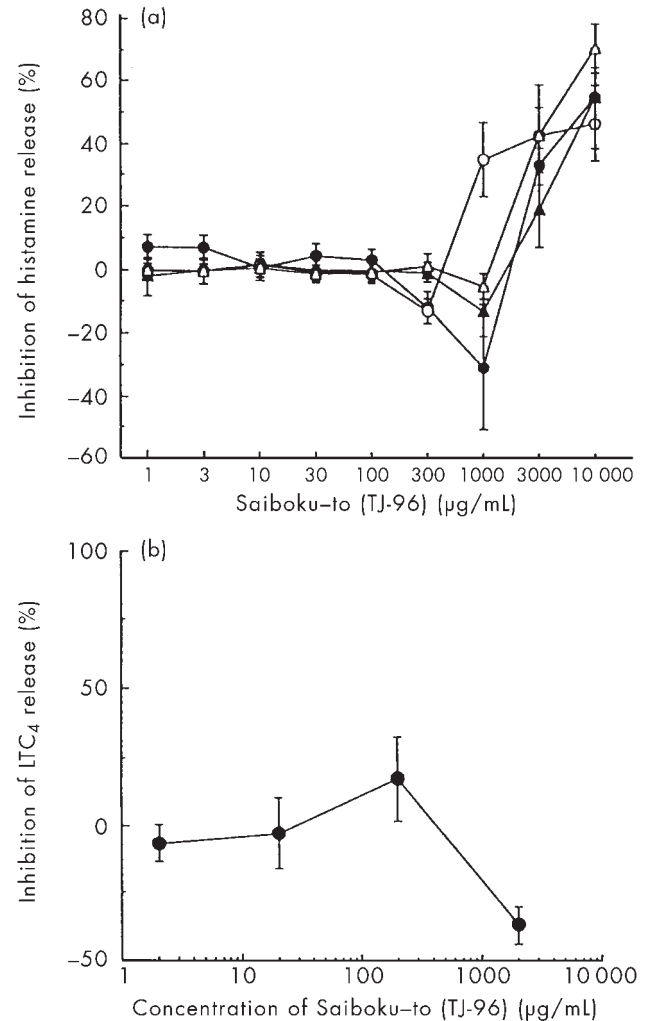 (a)
Inhibition of histamine release (%)
80
60
40
20
0
−20
−40
−60
1 3 10 30 100 300 1000 3000 10 000
Saiboku–to (TJ-96) (μg/mL)
(b)
Inhibition of LTC4 release (%)
100
50
0
−50
1 10 100 1000 10 000
Concentration of Saiboku–to (TJ-96) (μg/mL)